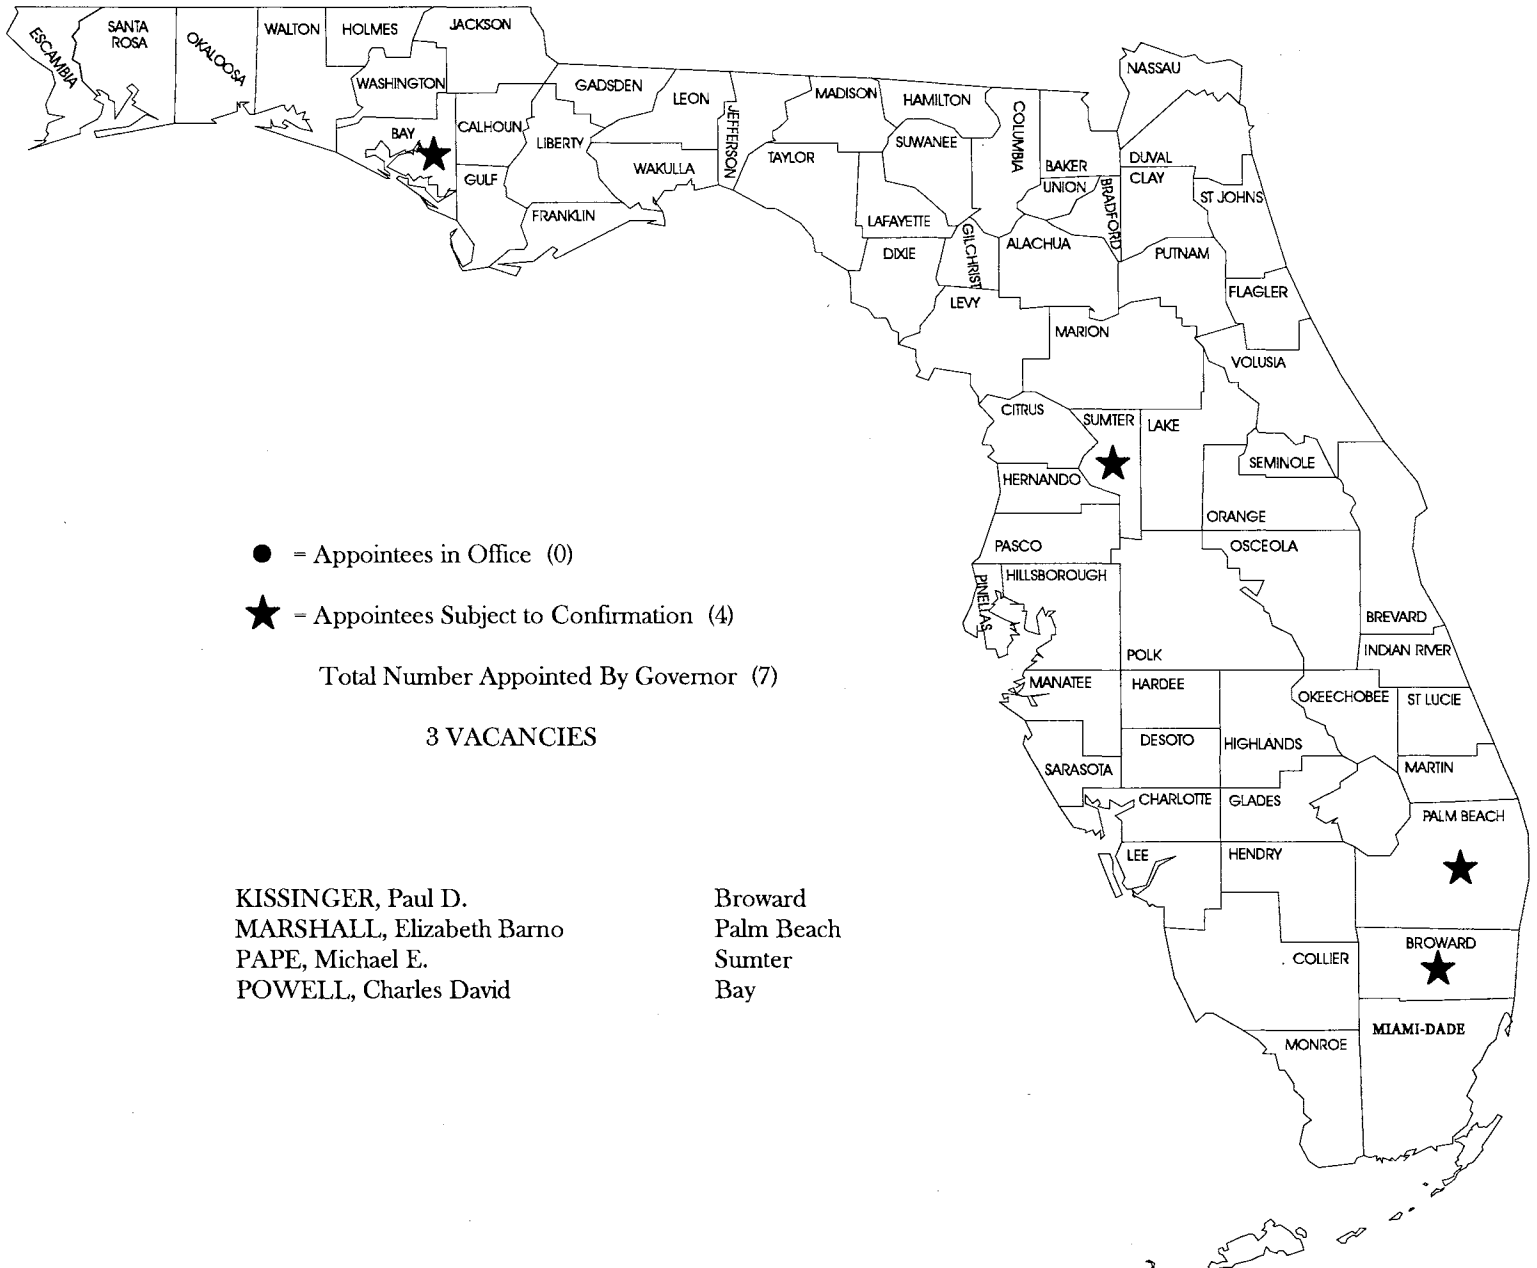 ESCAMBIA
SANTA
ROSA
OKALOOSA
WALTON
HOLMES
JACKSON
WASHINGTON
BAY
CALHOUN
GULF
LIBERTY
GADSDEN
FRANKLIN
LEON
WAKULLA
JEFFERSON
MADISON
TAYLOR
HAMILTON
SUWANEE
LAFAYETTE
DIXIE
COLUMBIA
GILCHRIST
BAKER
UNION
BRADFORD
ALACHUA
LEVY
NASSAU
DUVAL
CLAY
ST JOHNS
PUTNAM
FLAGLER
MARION
VOLUSIA
CITRUS
SUMTER
LAKE
SEMINOLE
HERNANDO
ORANGE
PASCO
OSCEOLA
HILLSBOROUGH
PINELLAS
BREVARD
POLK
INDIAN RIVER
MANATEE
HARDEE
OKEECHOBEE
ST LUCIE
DESOTO
HIGHLANDS
SARASOTA
MARTIN
CHARLOTTE
GLADES
PALM BEACH
LEE
HENDRY
BROWARD
COLLIER
MIAMI-DADE
MONROE
= Appointees in Office (0)
= Appointees Subject to Confirmation (4)
Total Number Appointed By Governor (7)
3 VACANCIES
KISSINGER, Paul D. Broward
MARSHALL, Elizabeth Barno Palm Beach
PAPE, Michael E. Sumter
POWELL, Charles David Bay